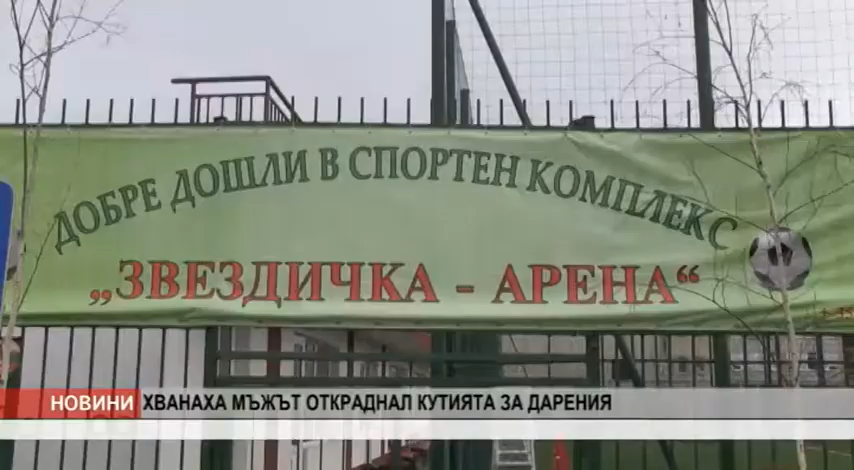 ДОБРЕ ДОШЛИ В СПОРТЕН КОМПЛЕКС
„ЗВЕЗДИЧКА - АРЕНА“
НОВИНИ
ХВАНАХА МЪЖЪТ ОТКРАДНАЛ КУТИЯТА ЗА ДАРЕНИЯ